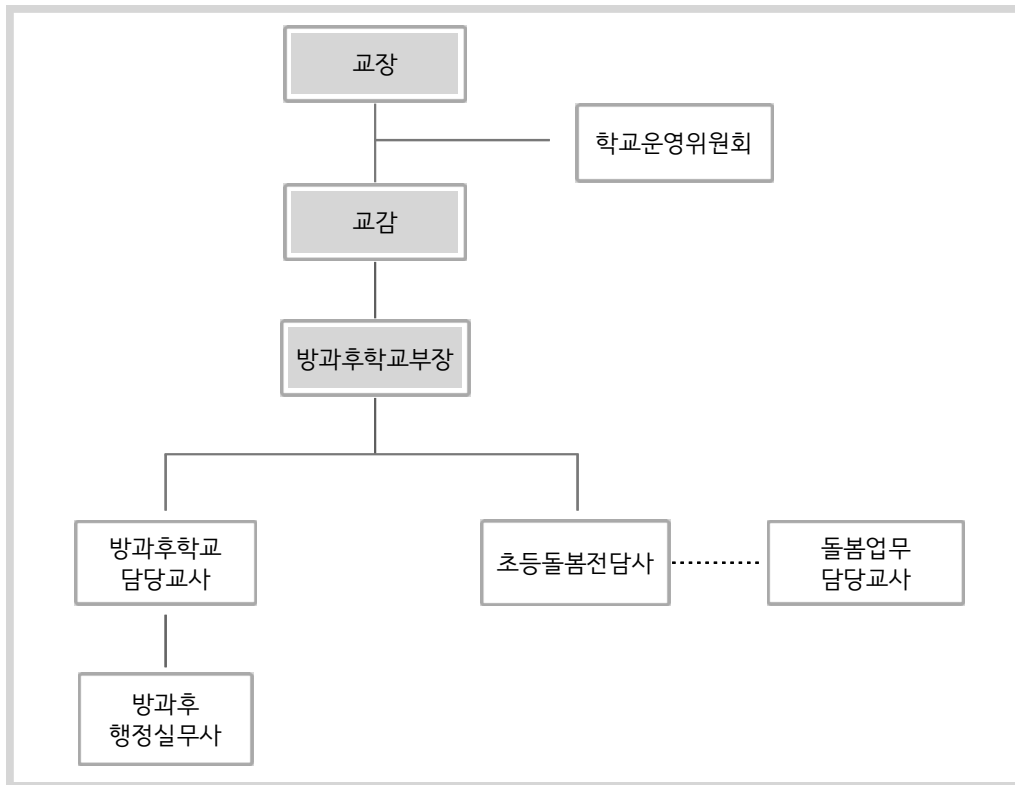 교장
학교운영위원회
교감
방과후학교부장
방과후학교
담당교사
초등돌봄전담사
돌봄업무
담당교사
방과후
행정실무사